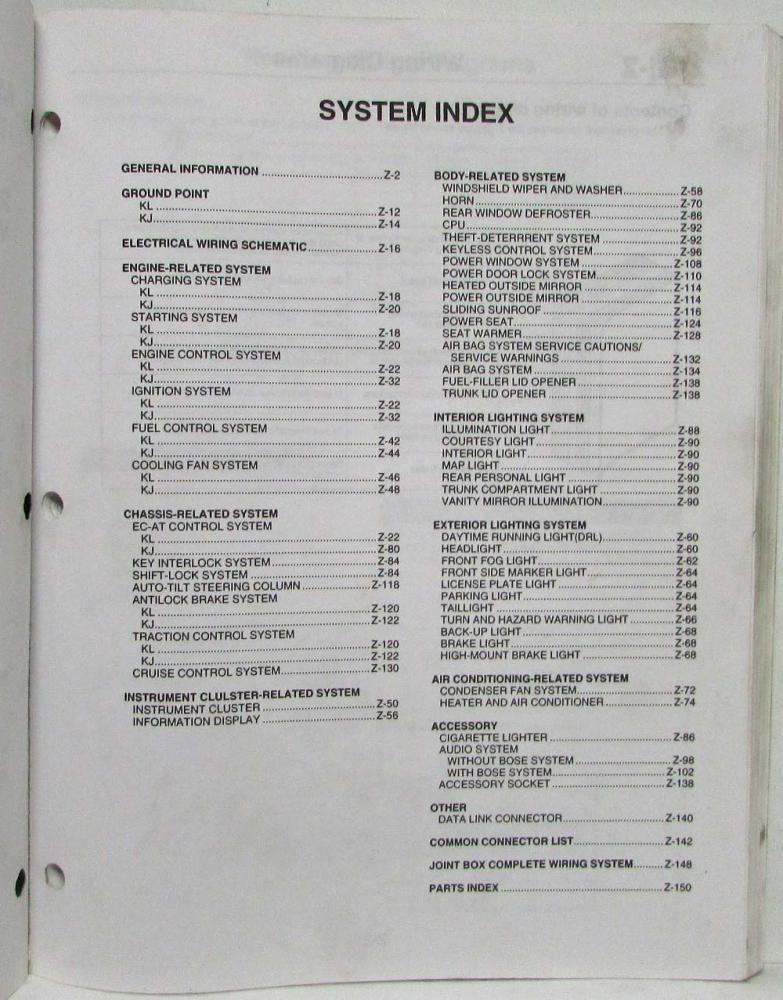 SYSTEM INDEX
GENERAL INFORMATION ........ Z-2
GROUND POINT
KL ........ Z-12
KJ ........ Z-14
ELECTRICAL WIRING SCHEMATIC ........ Z-16
ENGINE-RELATED SYSTEM
CHARGING SYSTEM
KL ........ Z-18
KJ ........ Z-20
STARTING SYSTEM
KL ........ Z-18
KJ ........ Z-20
ENGINE CONTROL SYSTEM
KL ........ Z-22
KJ ........ Z-32
IGNITION SYSTEM
KL ........ Z-22
KJ ........ Z-32
FUEL CONTROL SYSTEM
KL ........ Z-42
KJ ........ Z-44
COOLING FAN SYSTEM
KL ........ Z-46
KJ ........ Z-48
CHASSIS-RELATED SYSTEM
EC-AT CONTROL SYSTEM
KL ........ Z-22
KJ ........ Z-80
KEY INTERLOCK SYSTEM ........ Z-84
SHIFT-LOCK SYSTEM ........ Z-84
AUTO-TILT STEERING COLUMN ........ Z-118
ANTILOCK BRAKE SYSTEM
KL ........ Z-120
KJ ........ Z-122
TRACTION CONTROL SYSTEM
KL ........ Z-120
KJ ........ Z-122
CRUISE CONTROL SYSTEM ........ Z-130
INSTRUMENT CLULSTER-RELATED SYSTEM
INSTRUMENT CLUSTER ........ Z-50
INFORMATION DISPLAY ........ Z-56
BODY-RELATED SYSTEM
WINDSHIELD WIPER AND WASHER ........ Z-58
HORN ........ Z-70
REAR WINDOW DEFROSTER ........ Z-86
CPU ........ Z-92
THEFT-DETERRRENT SYSTEM ........ Z-92
KEYLESS CONTROL SYSTEM ........ Z-96
POWER WINDOW SYSTEM ........ Z-108
POWER DOOR LOCK SYSTEM ........ Z-110
HEATED OUTSIDE MIRROR ........ Z-114
POWER OUTSIDE MIRROR ........ Z-114
SLIDING SUNROOF ........ Z-116
POWER SEAT ........ Z-124
SEAT WARMER ........ Z-128
AIR BAG SYSTEM SERVICE CAUTIONS/
SERVICE WARNINGS ........ Z-132
AIR BAG SYSTEM ........ Z-134
FUEL-FILLER LID OPENER ........ Z-138
TRUNK LID OPENER ........ Z-138
INTERIOR LIGHTING SYSTEM
ILLUMINATION LIGHT ........ Z-88
COURTESY LIGHT ........ Z-90
INTERIOR LIGHT ........ Z-90
MAP LIGHT ........ Z-90
REAR PERSONAL LIGHT ........ Z-90
TRUNK COMPARTMENT LIGHT ........ Z-90
VANITY MIRROR ILLUMINATION ........ Z-90
EXTERIOR LIGHTING SYSTEM
DAYTIME RUNNING LIGHT(DRL) ........ Z-60
HEADLIGHT ........ Z-60
FRONT FOG LIGHT ........ Z-62
FRONT SIDE MARKER LIGHT ........ Z-64
LICENSE PLATE LIGHT ........ Z-64
PARKING LIGHT ........ Z-64
TAILLIGHT ........ Z-64
TURN AND HAZARD WARNING LIGHT ........ Z-66
BACK-UP LIGHT ........ Z-68
BRAKE LIGHT ........ Z-68
HIGH-MOUNT BRAKE LIGHT ........ Z-68
AIR CONDITIONING-RELATED SYSTEM
CONDENSER FAN SYSTEM ........ Z-72
HEATER AND AIR CONDITIONER ........ Z-74
ACCESSORY
CIGARETTE LIGHTER ........ Z-86
AUDIO SYSTEM
WITHOUT BOSE SYSTEM ........ Z-98
WITH BOSE SYSTEM ........ Z-102
ACCESSORY SOCKET ........ Z-138
OTHER
DATA LINK CONNECTOR ........ Z-140
COMMON CONNECTOR LIST ........ Z-142
JOINT BOX COMPLETE WIRING SYSTEM ........ Z-148
PARTS INDEX ........ Z-150